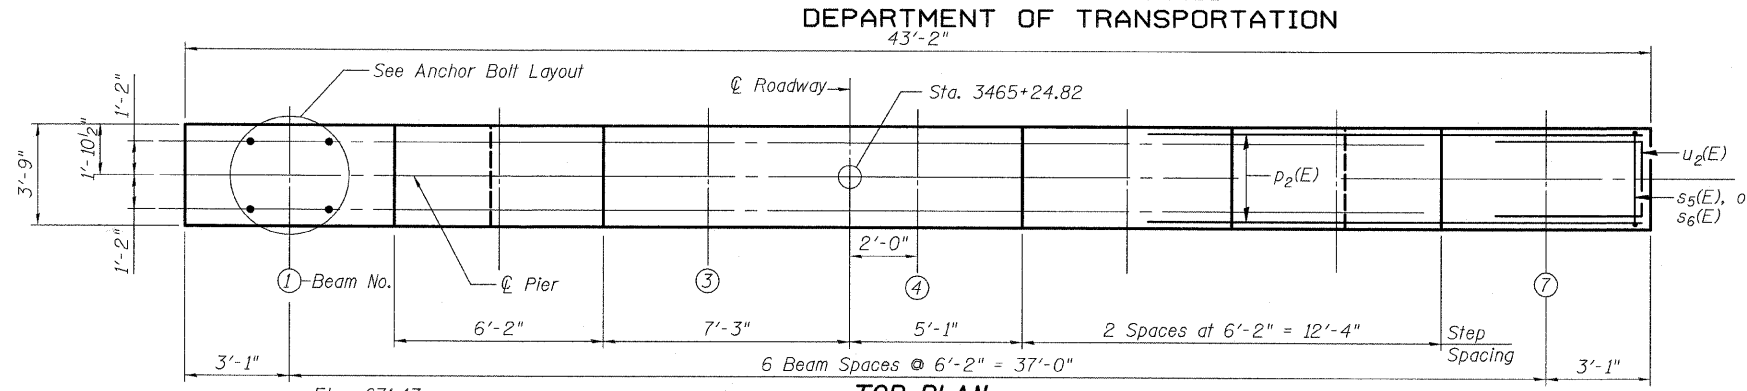 DEPARTMENT OF TRANSPORTATION
43'-2"
See Anchor Bolt Layout
℄ Roadway
Sta. 3465+24.82
1'-2"
1'-10½"
3'-9"
1'-2"
p2(E)
u2(E)
s5(E), o
s6(E)
2'-0"
1
Beam No.
℄ Pier
3
4
7
6'-2"
7'-3"
5'-1"
2 Spaces at 6'-2" = 12'-4"
Step
Spacing
3'-1"
6 Beam Spaces @ 6'-2" = 37'-0"
3'-1"